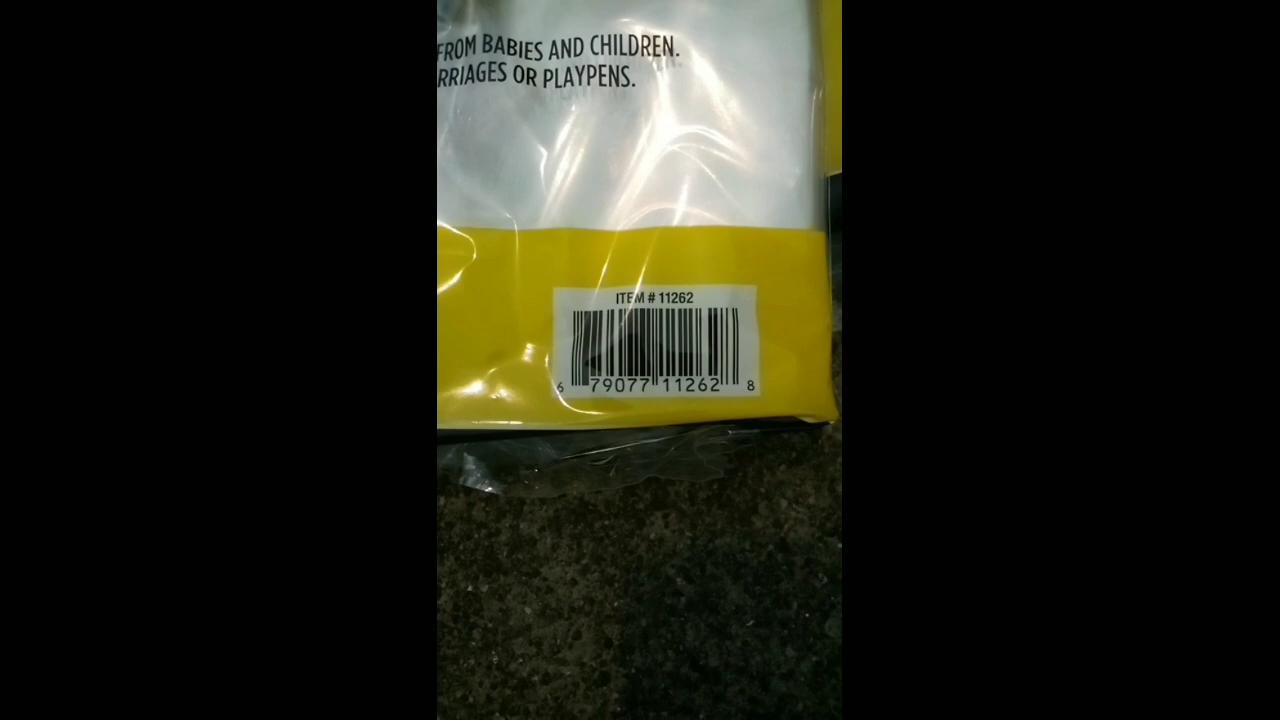 FROM BABIES AND CHILDREN.
RRIAGES OR PLAYPENS.
ITEM # 11262
6 79077 11262 8